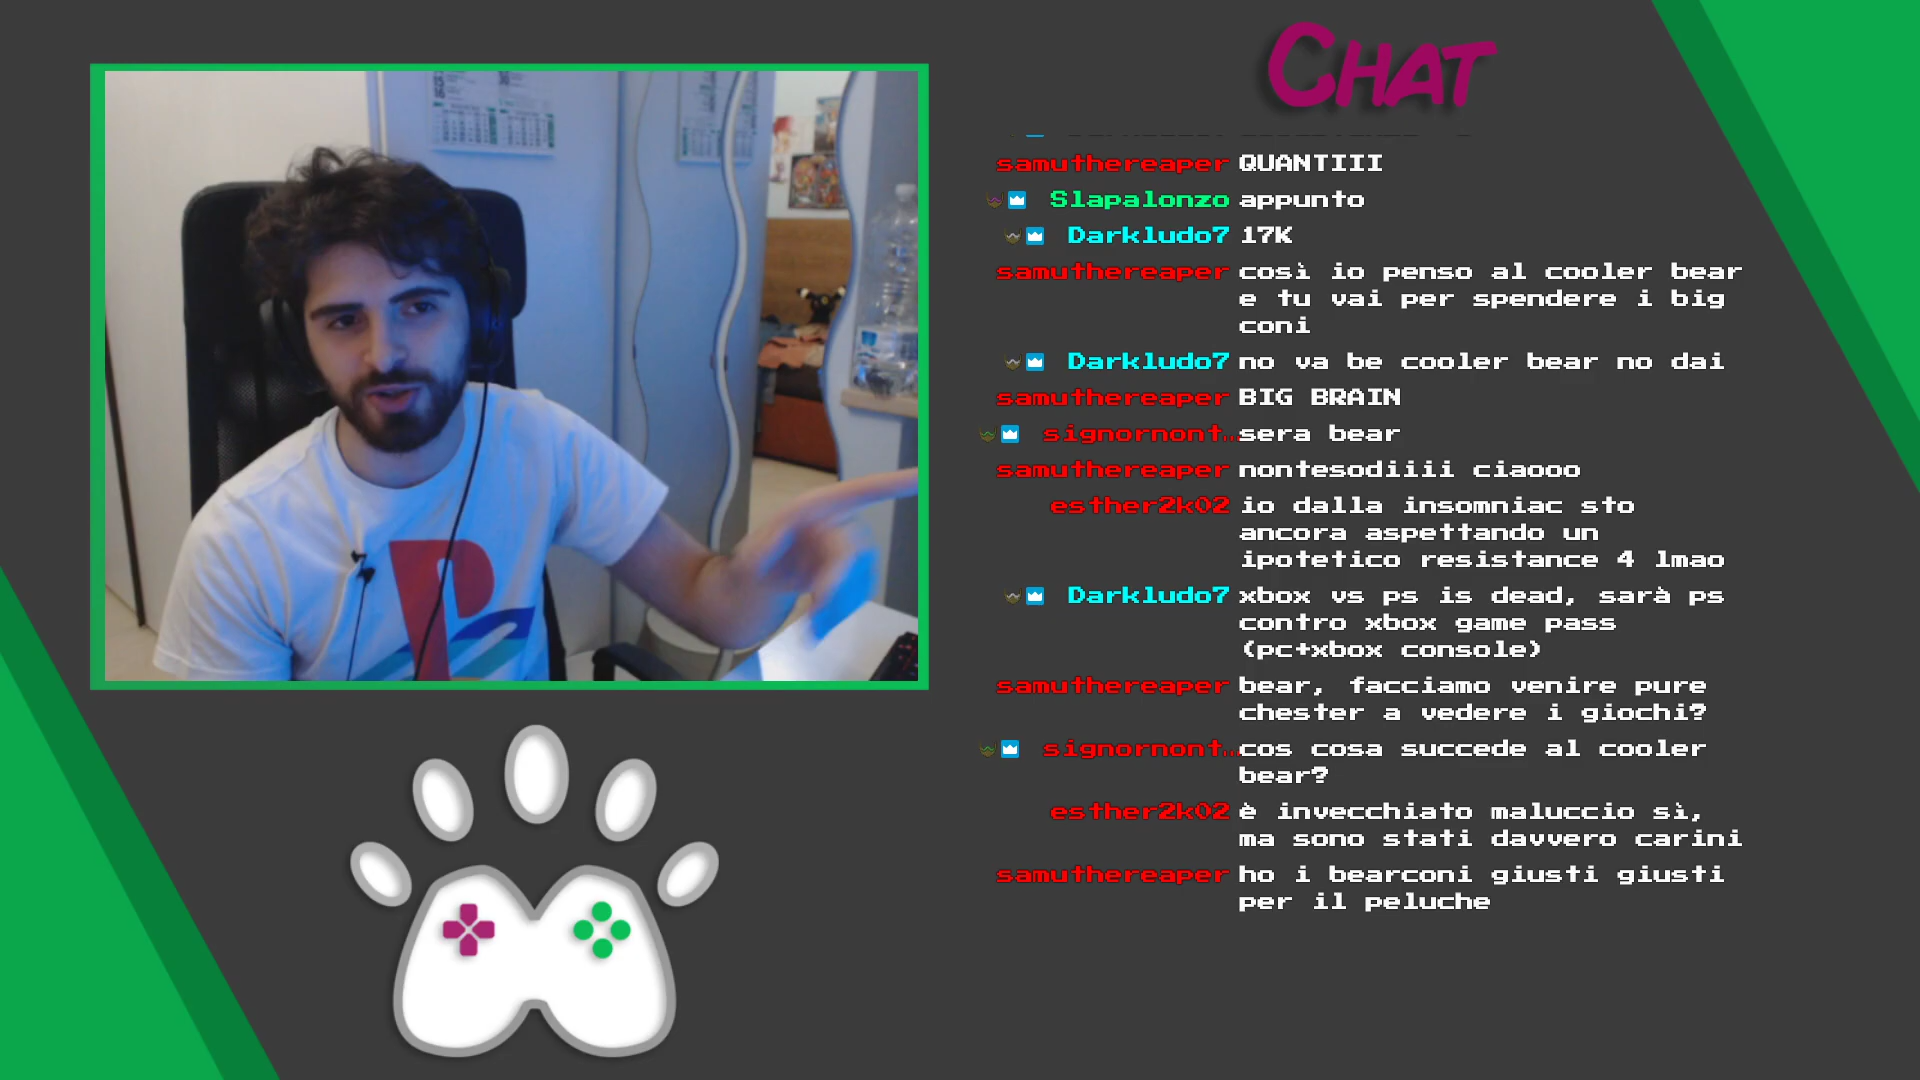 CHAT
samuthereaper QUANTIII
Slapalonzo appunto
Darkludo7 17K
samuthereaper così io penso al cooler bear
e tu vai per spendere i big
coni
Darkludo7 no va be cooler bear no dai
samuthereaper BIG BRAIN
signornont… sera bear
samuthereaper nontesodiiiii ciaooo
esther2k02 io dalla insomniac sto
ancora aspettando un
ipotetico resistance 4 lmao
Darkludo7 xbox vs ps is dead, sarà ps
contro xbox game pass
(pc+xbox console)
samuthereaper bear, facciamo venire pure
chester a vedere i giochi?
signornont… cos cosa succede al cooler
bear?
esther2k02 è invecchiato maluccio sì,
ma sono stati davvero carini
samuthereaper ho i bearconi giusti giusti
per il peluche